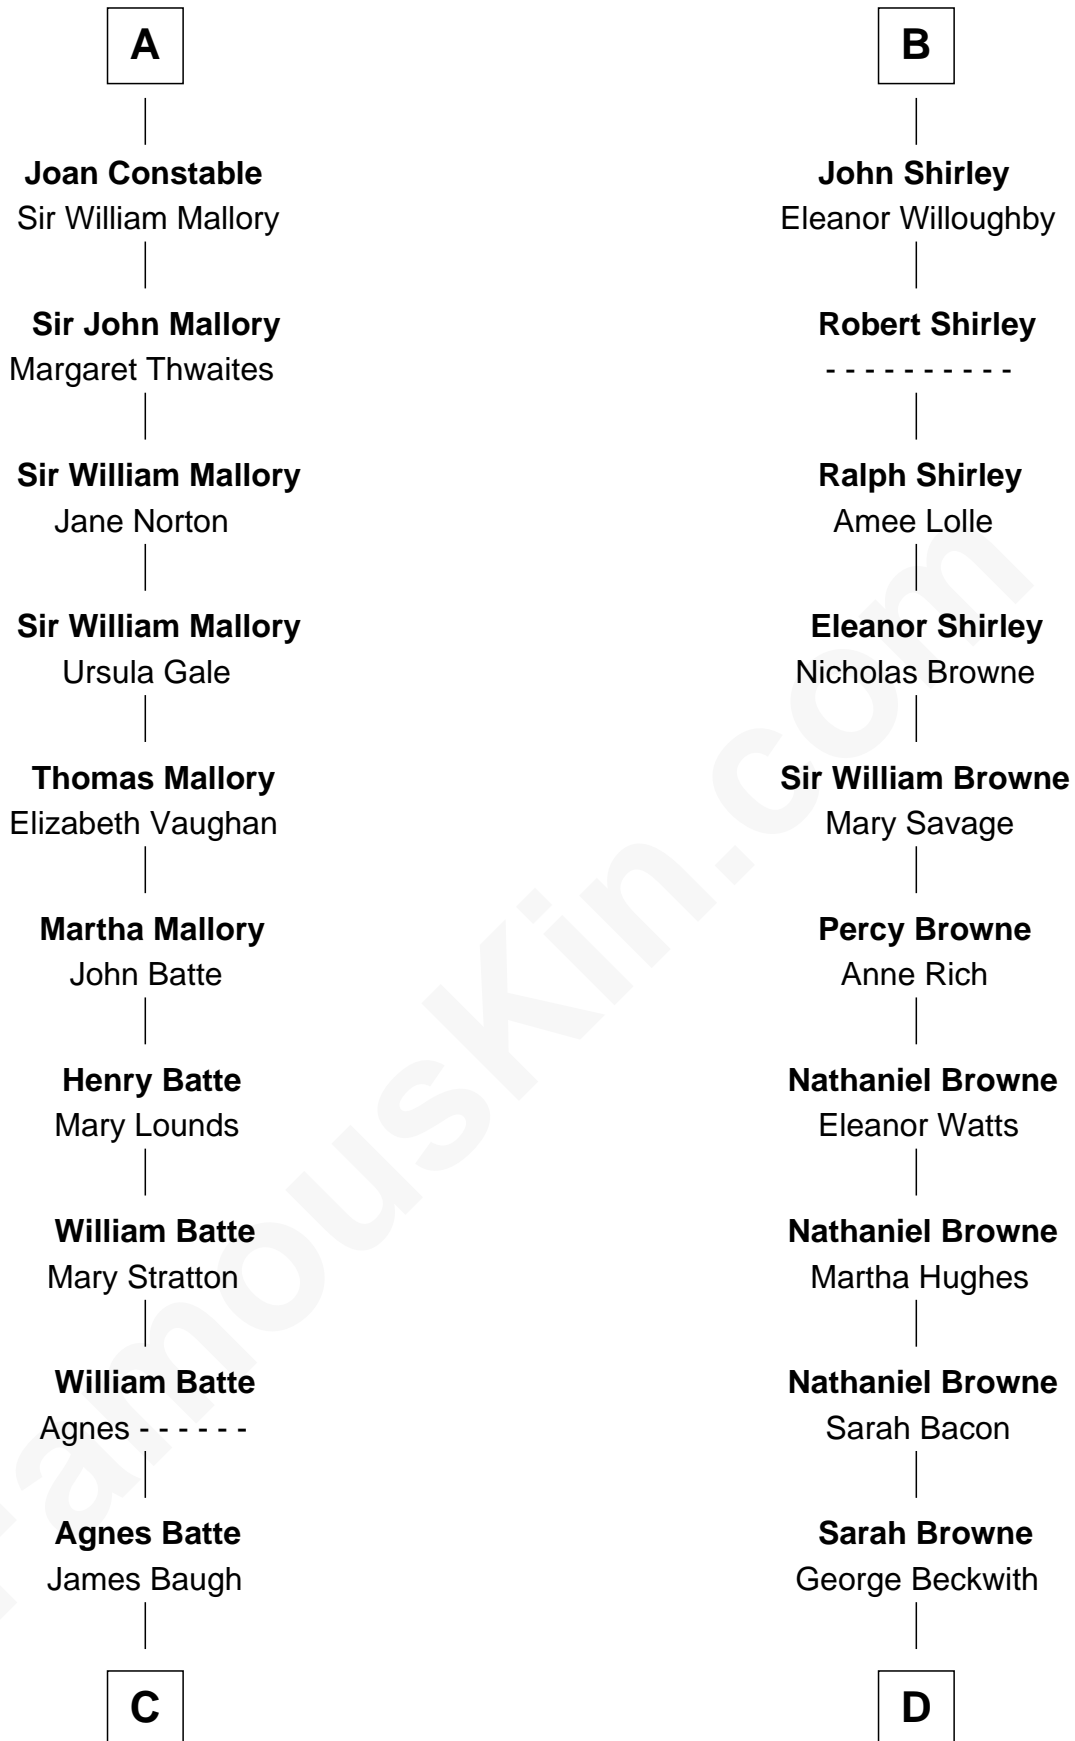 A
Joan Constable
Sir William Mallory
Sir John Mallory
Margaret Thwaites
Sir William Mallory
Jane Norton
Sir William Mallory
Ursula Gale
Thomas Mallory
Elizabeth Vaughan
Martha Mallory
John Batte
Henry Batte
Mary Lounds
William Batte
Mary Stratton
William Batte
Agnes - - - - - -
Agnes Batte
James Baugh
C
B
John Shirley
Eleanor Willoughby
Robert Shirley
- - - - - - - - - -
Ralph Shirley
Amee Lolle
Eleanor Shirley
Nicholas Browne
Sir William Browne
Mary Savage
Percy Browne
Anne Rich
Nathaniel Browne
Eleanor Watts
Nathaniel Browne
Martha Hughes
Nathaniel Browne
Sarah Bacon
Sarah Browne
George Beckwith
D
FamousKin.com